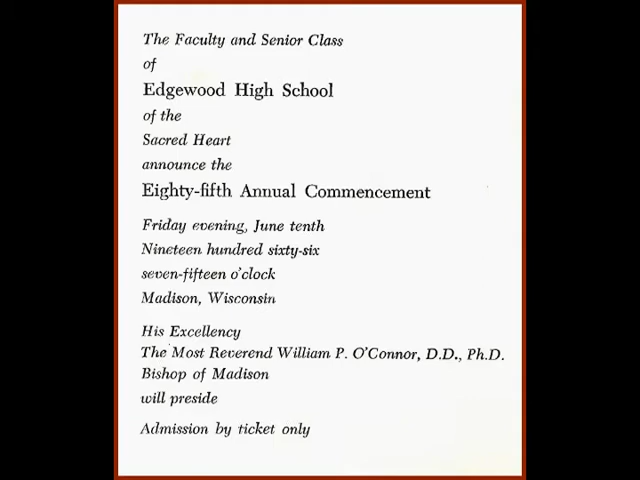 The Faculty and Senior Class
of
Edgewood High School
of the
Sacred Heart
announce the
Eighty-fifth Annual Commencement
Friday evening, June tenth
Nineteen hundred sixty-six
seven-fifteen o'clock
Madison, Wisconsin
His Excellency
The Most Reverend William P. O'Connor, D.D., Ph.D.
Bishop of Madison
will preside
Admission by ticket only